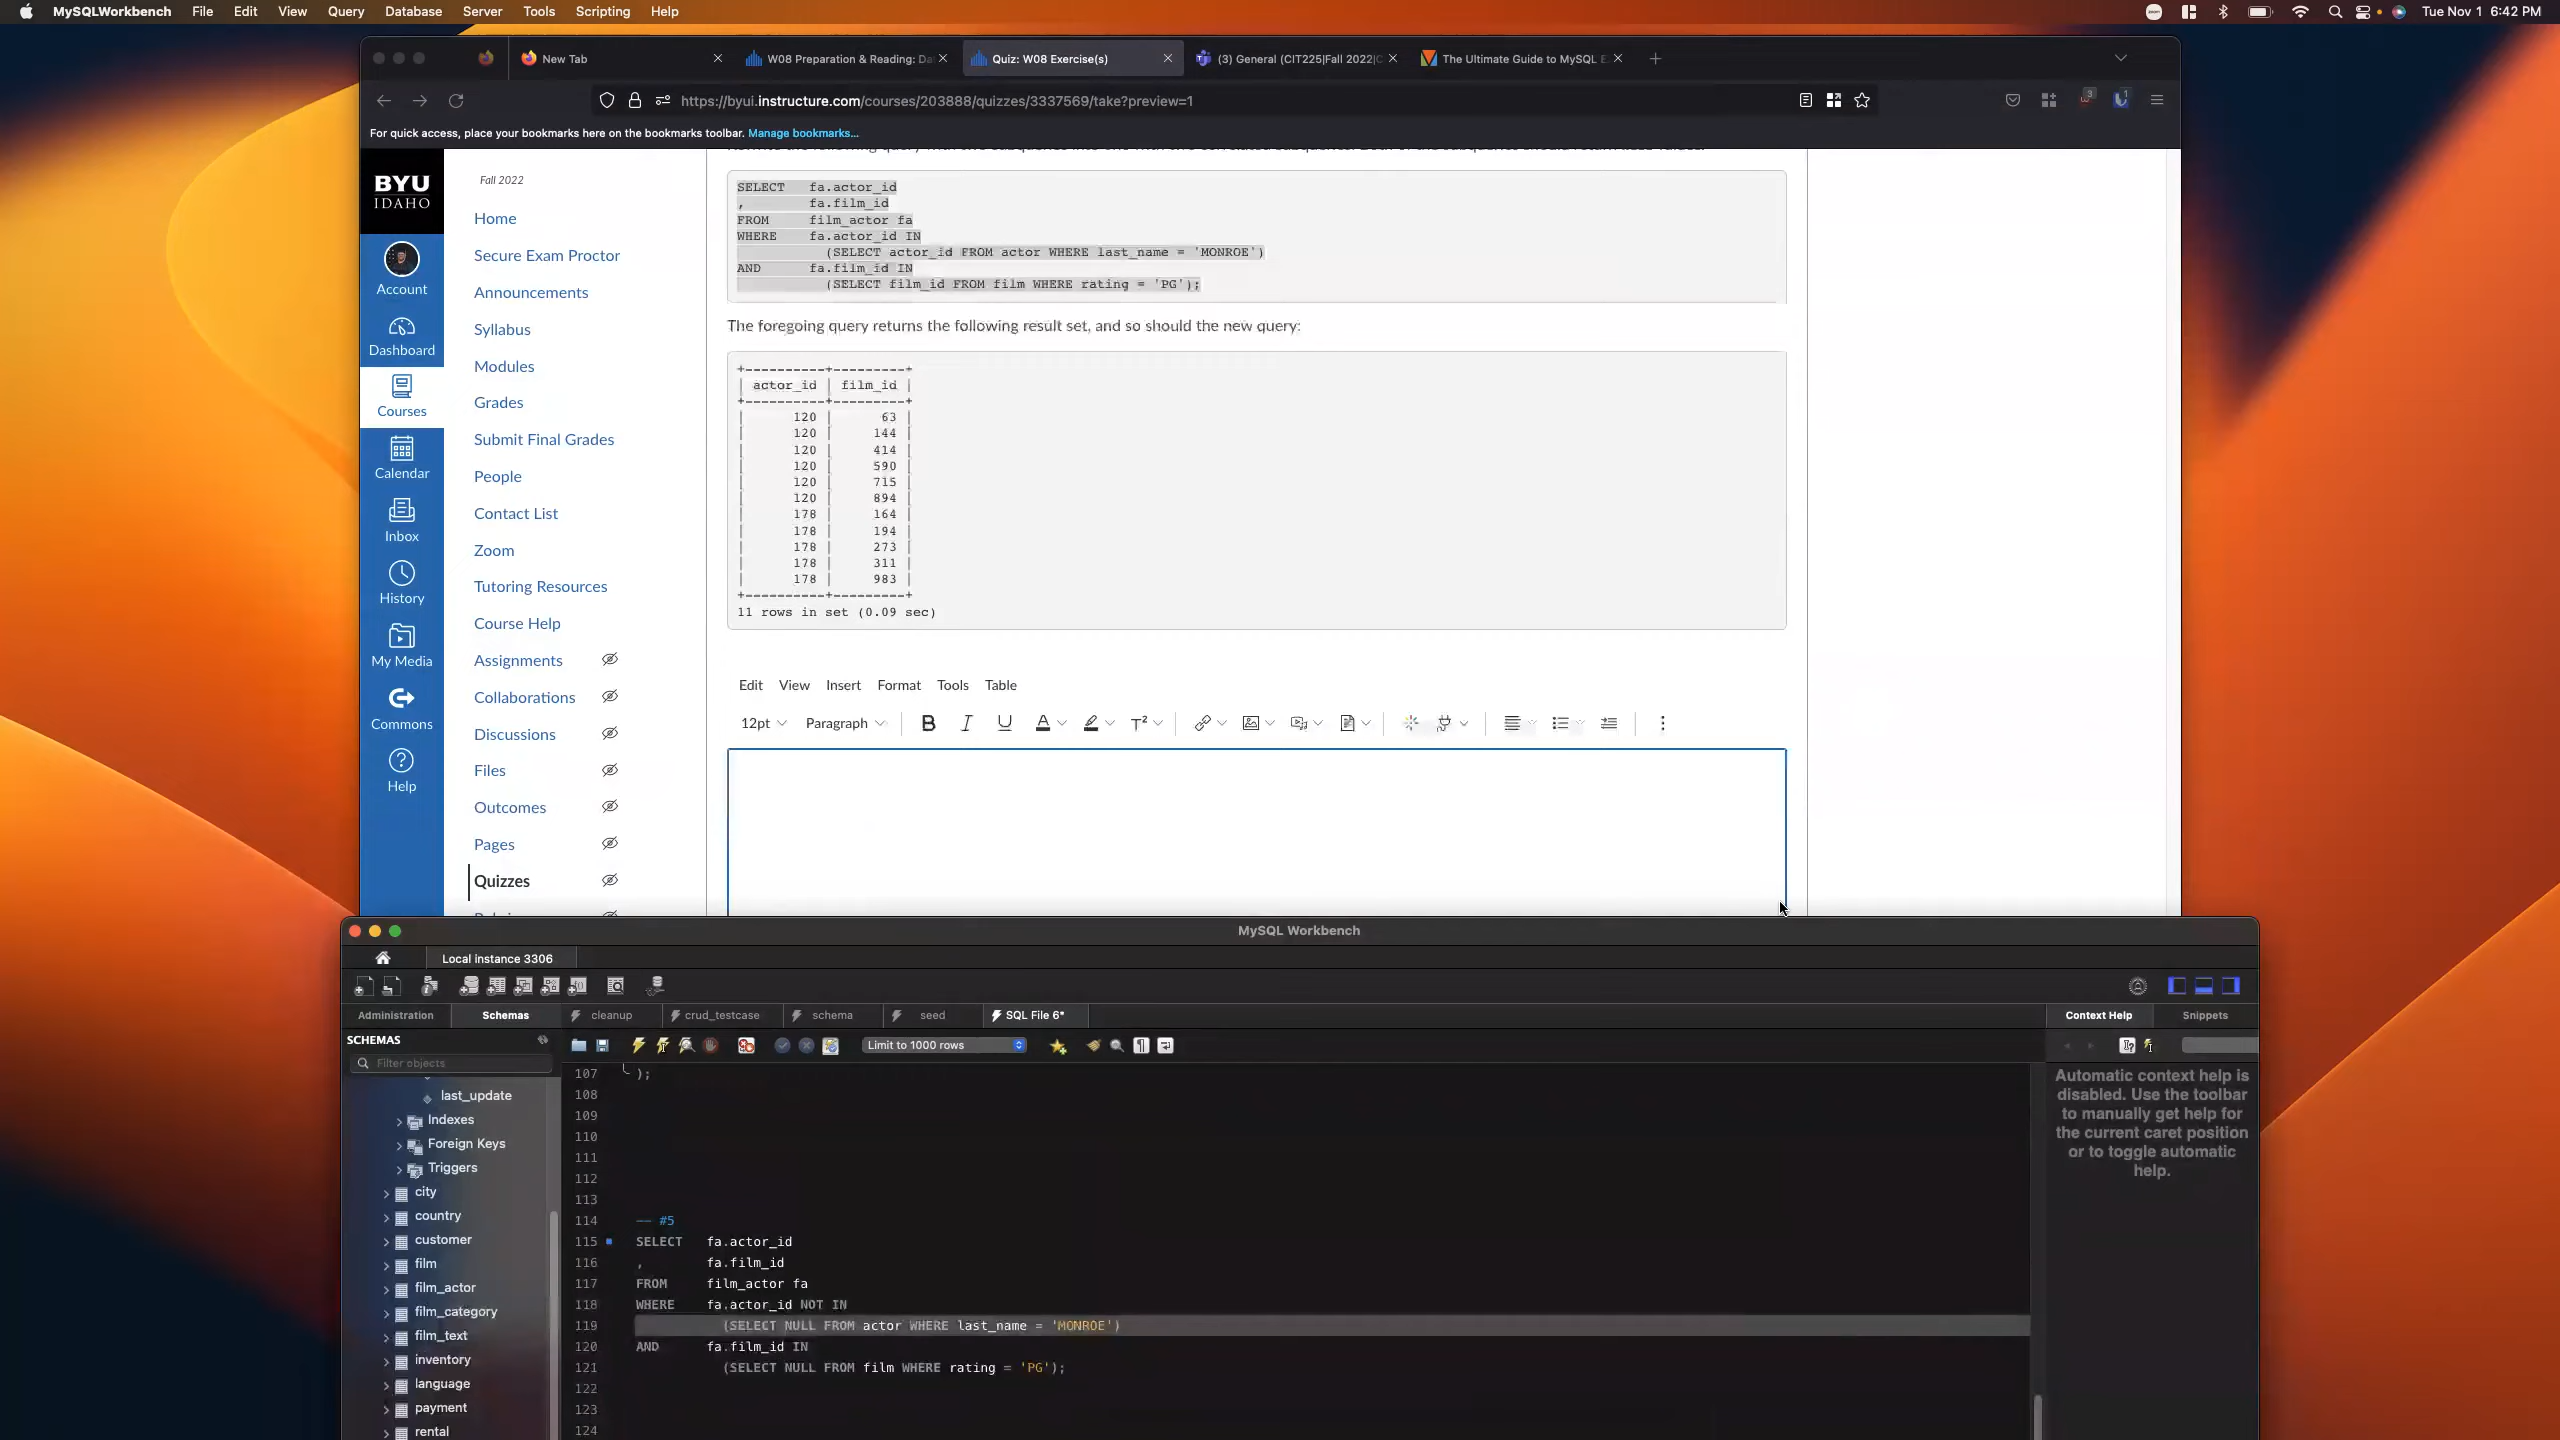 MySQLWorkbench File Edit View Query Database Server Tools Scripting Help
Tue Nov 1 6:42 PM
New Tab
W08 Preparation & Reading: Da
Quiz: W08 Exercise(s)
(3) General (CIT225|Fall 2022|C
The Ultimate Guide to MySQL E
https://byui.instructure.com/courses/203888/quizzes/3337569/take?preview=1
3
1
For quick access, place your bookmarks here on the bookmarks toolbar. Manage bookmarks...
BYU
IDAHO
Account
Dashboard
Courses
Calendar
Inbox
History
My Media
Commons
Help
Fall 2022
Home
Secure Exam Proctor
Announcements
Syllabus
Modules
Grades
Submit Final Grades
People
Contact List
Zoom
Tutoring Resources
Course Help
Assignments
Collaborations
Discussions
Files
Outcomes
Pages
Quizzes
SELECT fa.actor_id
, fa.film_id
FROM film_actor fa
WHERE fa.actor_id IN
(SELECT actor_id FROM actor WHERE last_name = 'MONROE')
AND fa.film_id IN
(SELECT film_id FROM film WHERE rating = 'PG');
The foregoing query returns the following result set, and so should the new query:
+----------+---------+
| actor_id | film_id |
+----------+---------+
| 120 | 63 |
| 120 | 144 |
| 120 | 414 |
| 120 | 590 |
| 120 | 715 |
| 120 | 894 |
| 178 | 164 |
| 178 | 194 |
| 178 | 273 |
| 178 | 311 |
| 178 | 983 |
+----------+---------+
11 rows in set (0.09 sec)
Edit View Insert Format Tools Table
12pt Paragraph B I U A T²
MySQL Workbench
Local instance 3306
Administration Schemas
cleanup crud_testcase schema seed SQL File 6*
Context Help Snippets
SCHEMAS
Filter objects
Limit to 1000 rows
last_update
Indexes
Foreign Keys
Triggers
city
country
customer
film
film_actor
film_category
film_text
inventory
language
payment
rental
107 );
108
109
110
111
112
113
114 -- #5
115 SELECT fa.actor_id
116 , fa.film_id
117 FROM film_actor fa
118 WHERE fa.actor_id NOT IN
119 (SELECT NULL FROM actor WHERE last_name = 'MONROE')
120 AND fa.film_id IN
121 (SELECT NULL FROM film WHERE rating = 'PG');
122
123
124
Automatic context help is
disabled. Use the toolbar
to manually get help for
the current caret position
or to toggle automatic
help.